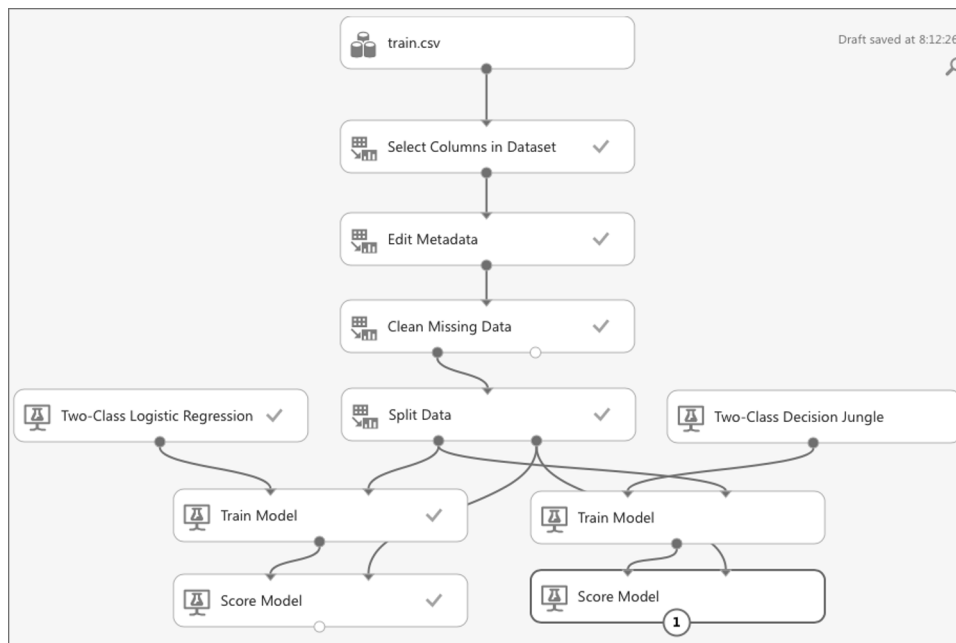 train.csv
Draft saved at 8:12:26
Select Columns in Dataset
Edit Metadata
Clean Missing Data
Two-Class Logistic Regression
Split Data
Two-Class Decision Jungle
Train Model
Train Model
Score Model
Score Model
1